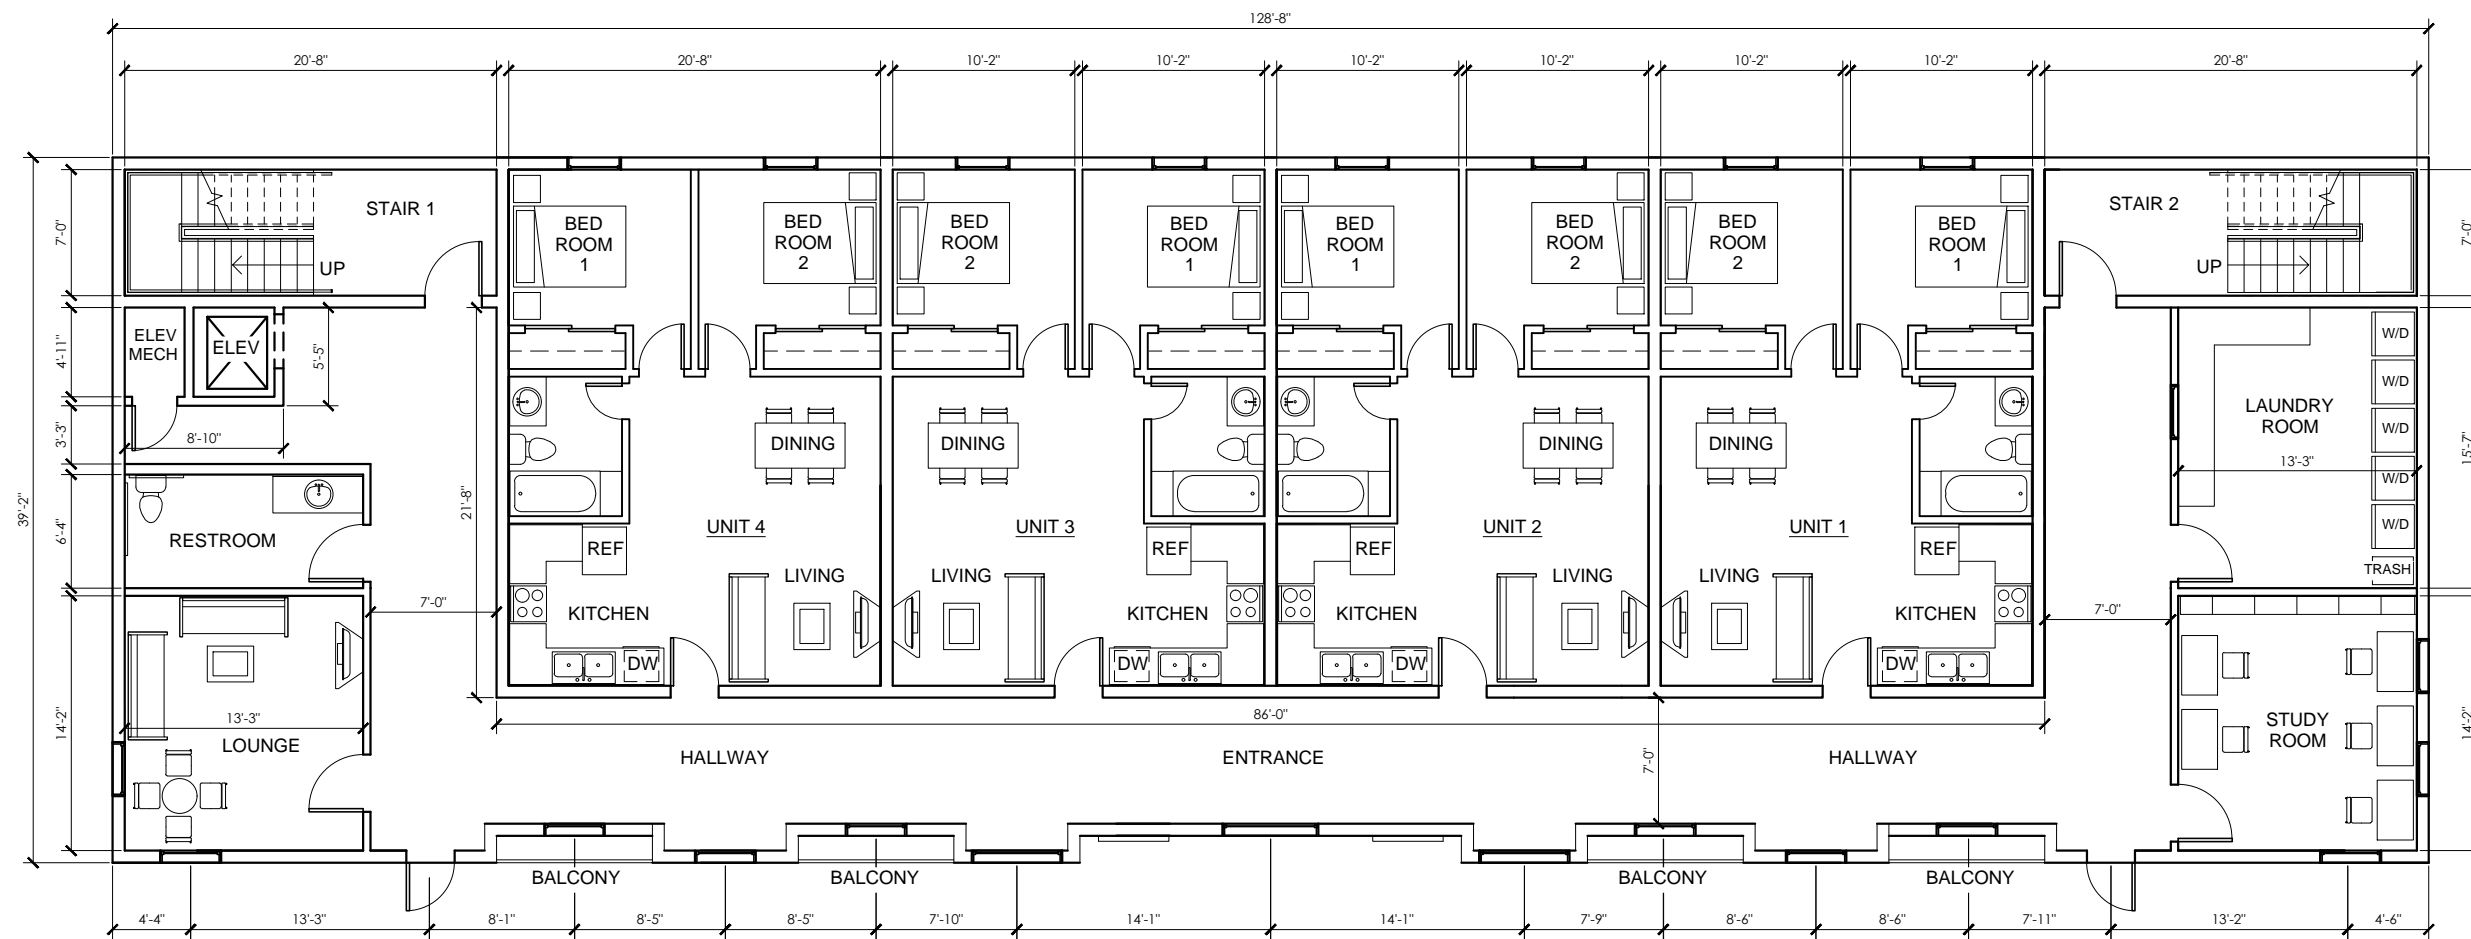 128'-8"
20'-8"
20'-8"
10'-2"
10'-2"
10'-2"
10'-2"
10'-2"
10'-2"
20'-8"
39'-2"
7'-0"
4'-11"
3'-3"
6'-4"
14'-2"
STAIR 1
UP
ELEV
MECH
ELEV
5'-5"
8'-10"
21'-8"
RESTROOM
7'-0"
13'-3"
LOUNGE
BED
ROOM
1
BED
ROOM
2
DINING
UNIT 4
REF
LIVING
KITCHEN
DW
BED
ROOM
2
BED
ROOM
1
DINING
UNIT 3
REF
LIVING
KITCHEN
DW
BED
ROOM
1
BED
ROOM
2
DINING
UNIT 2
REF
LIVING
KITCHEN
DW
BED
ROOM
2
BED
ROOM
1
DINING
UNIT 1
REF
LIVING
KITCHEN
DW
STAIR 2
UP
LAUNDRY
ROOM
W/D
W/D
W/D
W/D
W/D
13'-3"
TRASH
7'-0"
STUDY
ROOM
7'-0"
15'-7"
14'-2"
86'-0"
HALLWAY
ENTRANCE
7'-0"
HALLWAY
BALCONY
BALCONY
BALCONY
BALCONY
4'-4"
13'-3"
8'-1"
8'-5"
8'-5"
7'-10"
14'-1"
14'-1"
7'-9"
8'-6"
8'-6"
7'-11"
13'-2"
4'-6"